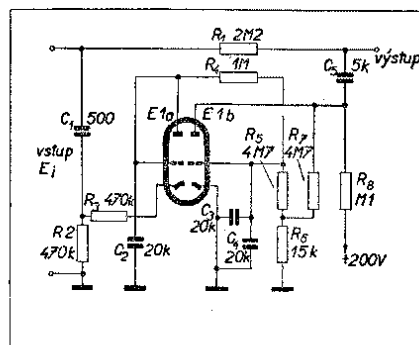 R1 2M2
výstup
R4 1M
C5 5k
C1 500
E1a E1b
vstup
Ei
R5 4M7
R7 4M7
R8 M1
R3 470k
C3 20k
R2 470k
C2 20k
C4 20k
R6 15k
+200V